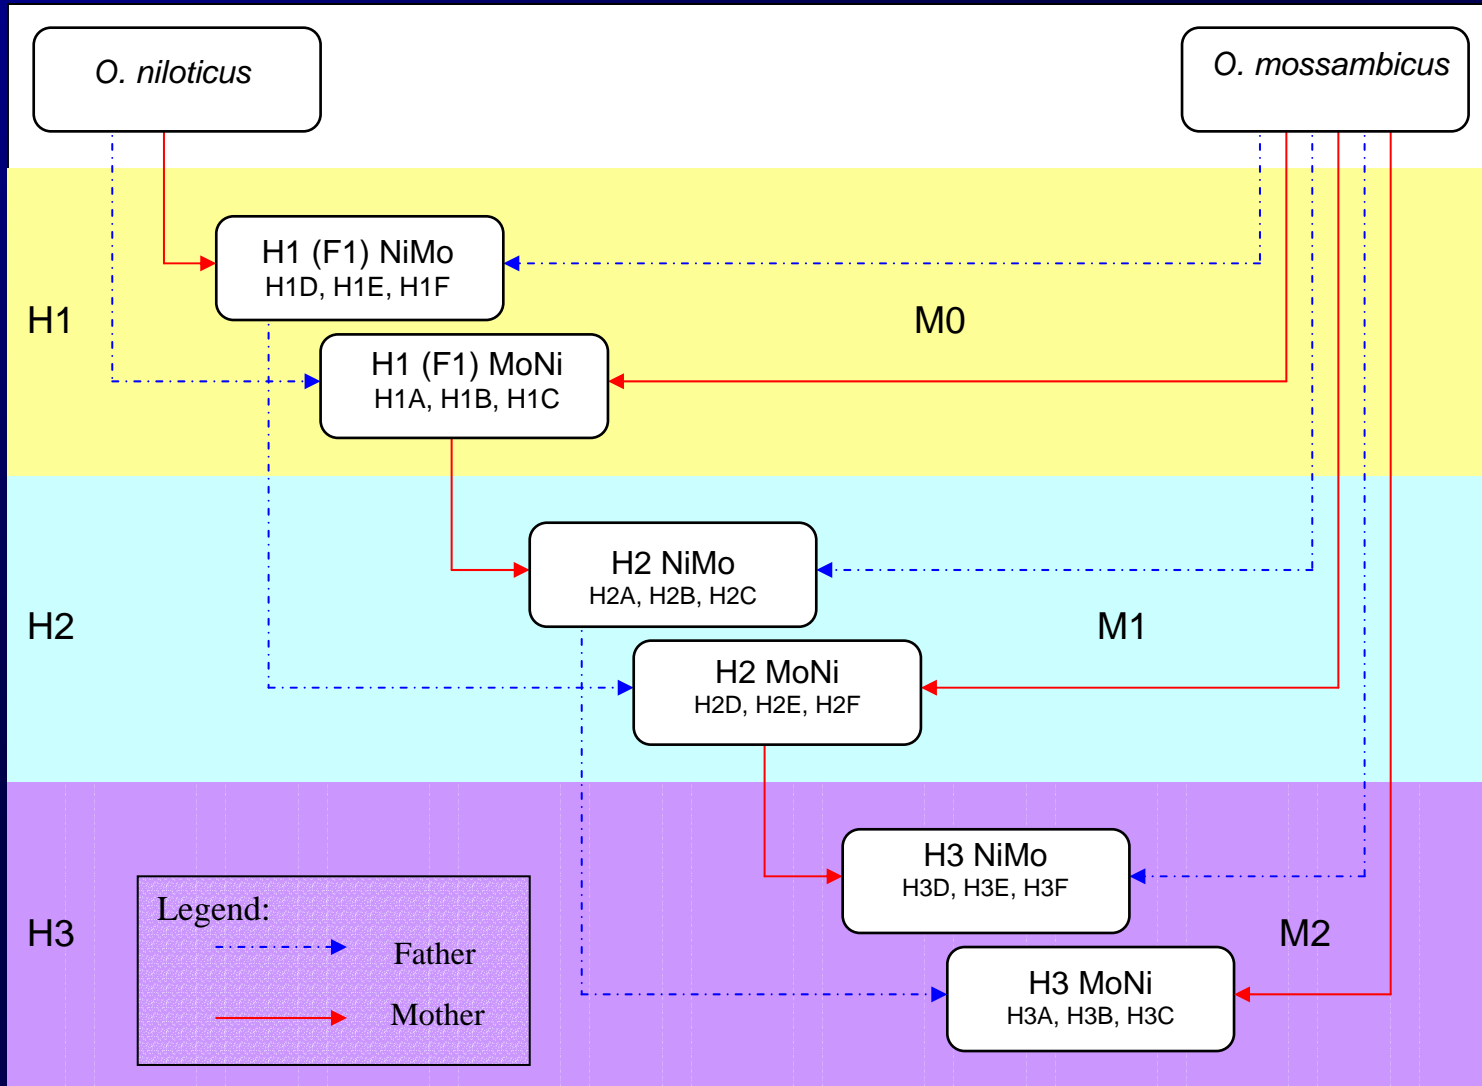 O. niloticus
O. mossambicus
H1 (F1) NiMo
H1D, H1E, H1F
H1
M0
H1 (F1) MoNi
H1A, H1B, H1C
H2 NiMo
H2A, H2B, H2C
H2
M1
H2 MoNi
H2D, H2E, H2F
H3 NiMo
H3D, H3E, H3F
H3
M2
H3 MoNi
H3A, H3B, H3C
Legend:
Father
Mother